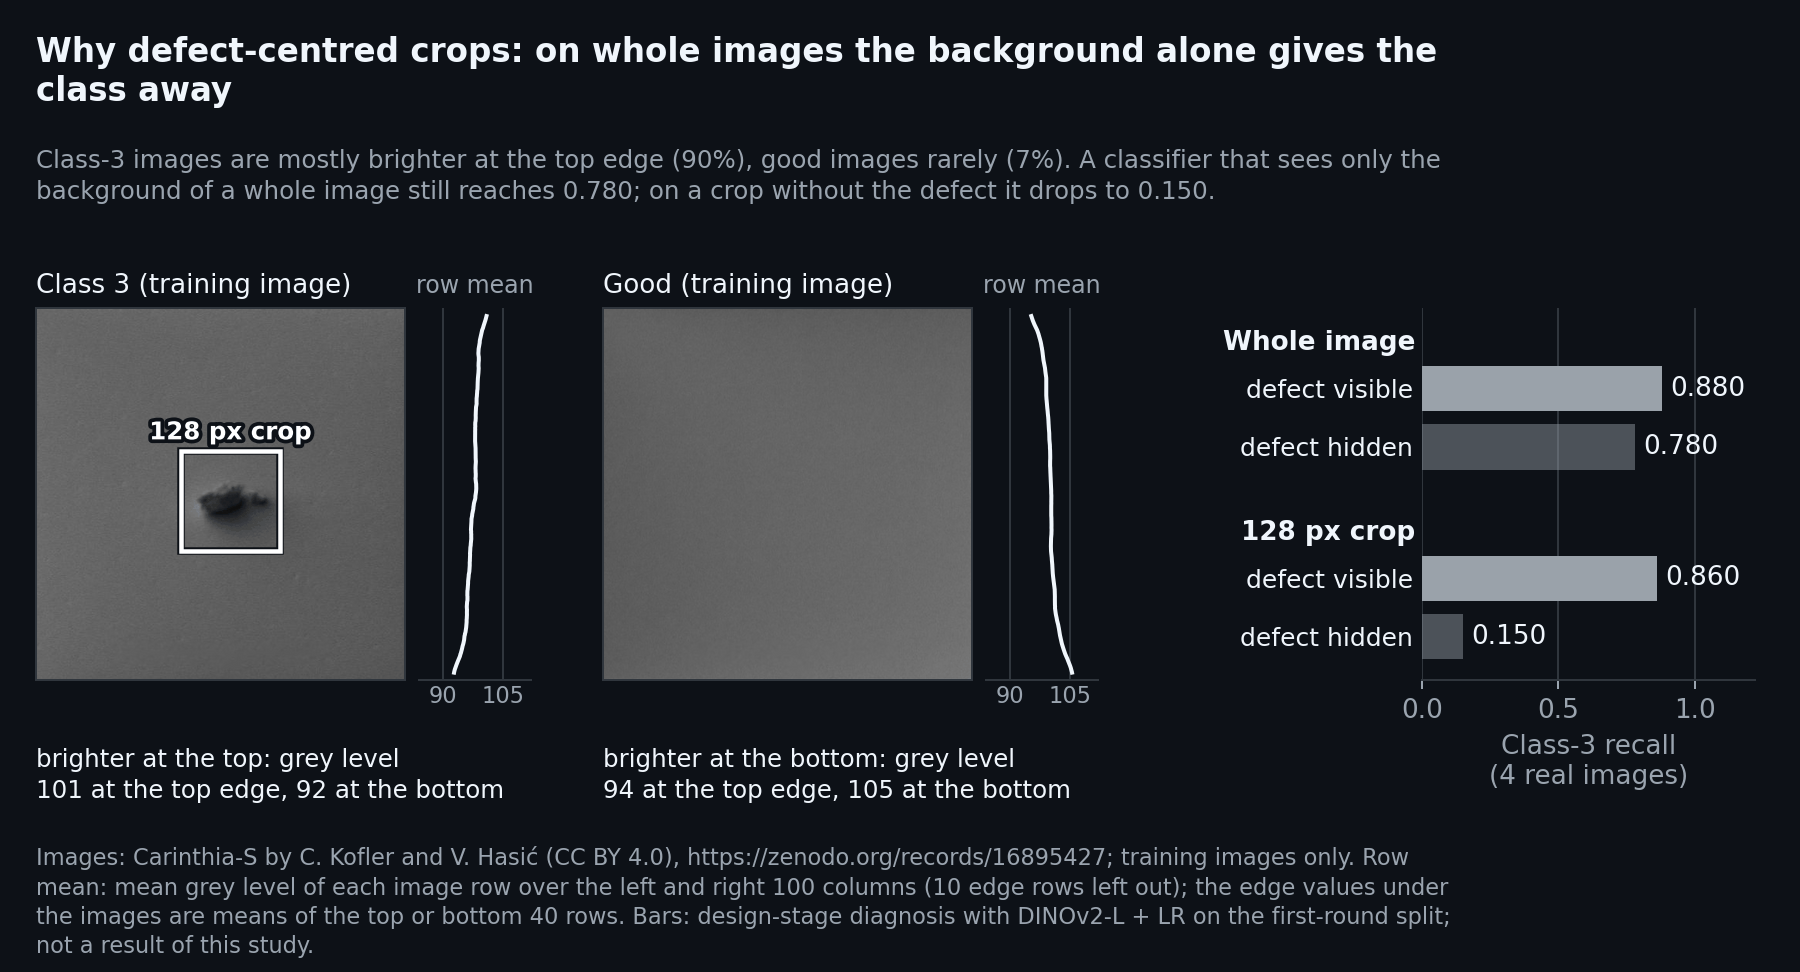 Why defect-centred crops: on whole images the background alone gives the
class away
Class-3 images are mostly brighter at the top edge (90%), good images rarely (7%). A classifier that sees only the
background of a whole image still reaches 0.780; on a crop without the defect it drops to 0.150.
Class 3 (training image)
row mean
128 px crop
90 105
brighter at the top: grey level
101 at the top edge, 92 at the bottom
Good (training image)
row mean
90 105
brighter at the bottom: grey level
94 at the top edge, 105 at the bottom
Whole image
defect visible 0.880
defect hidden 0.780
128 px crop
defect visible 0.860
defect hidden 0.150
0.0 0.5 1.0
Class-3 recall
(4 real images)
Images: Carinthia-S by C. Kofler and V. Hasić (CC BY 4.0), https://zenodo.org/records/16895427; training images only. Row
mean: mean grey level of each image row over the left and right 100 columns (10 edge rows left out); the edge values under
the images are means of the top or bottom 40 rows. Bars: design-stage diagnosis with DINOv2-L + LR on the first-round split;
not a result of this study.